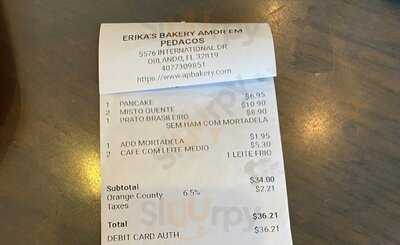 ERIKA'S BAKERY AMOR EM
PEDACOS
5576 INTERNATIONAL DR
ORLANDO, FL 32819
4077309851
https://www.apbakery.com
1 PANCAKE $6.95
2 MISTO QUENTE $10.90
1 PRATO BRASILEIRO $8.90
SEM HAM COM MORTADELA
1 ADD MORTADELA $1.95
2 CAFE COM LEITE MEDIO $5.30
1 LEITE FRIO
Subtotal $34.00
Orange County 6.5% $2.21
Taxes
Total $36.21
DEBIT CARD AUTH $36.21
sluurpy